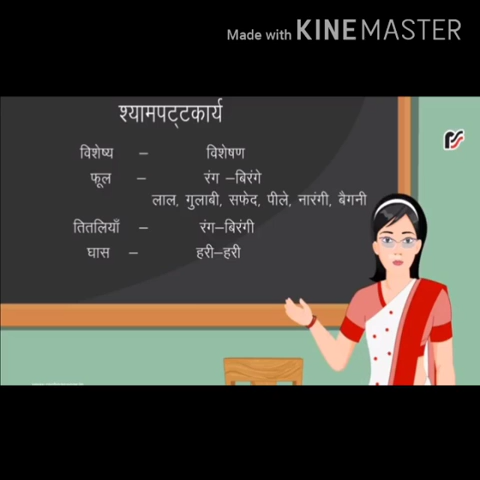 Made with KINEMASTER
श्यामपट्टकार्य
विशेष्य – विशेषण
फूल – रंग –बिरंगे
लाल, गुलाबी, सफेद, पीले, नारंगी, बैगनी
तितलियाँ – रंग–बिरंगी
घास – हरी–हरी